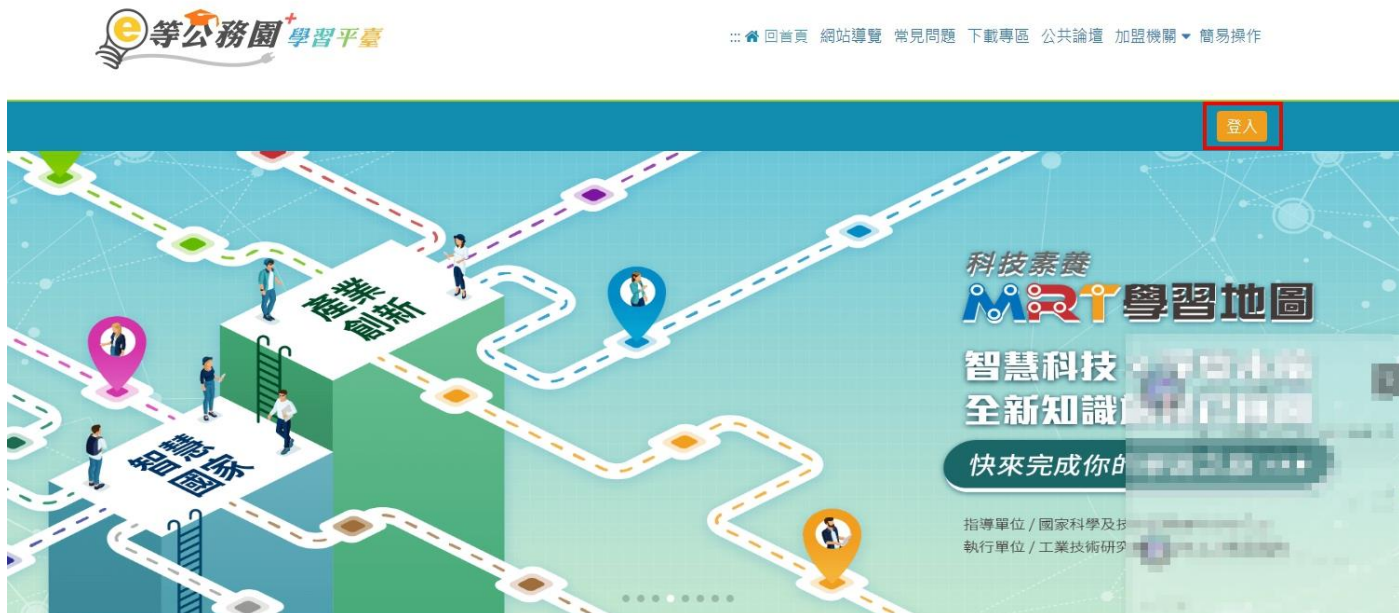 e等公務園+學習平臺
::: 回首頁 網站導覽 常見問題 下載專區 公共論壇 加盟機關 簡易操作
登入
產業
創新
智慧
國家
科技素養
MRT學習地圖
智慧科技
全新知識
快來完成你的
指導單位 / 國家科學及技
執行單位 / 工業技術研究